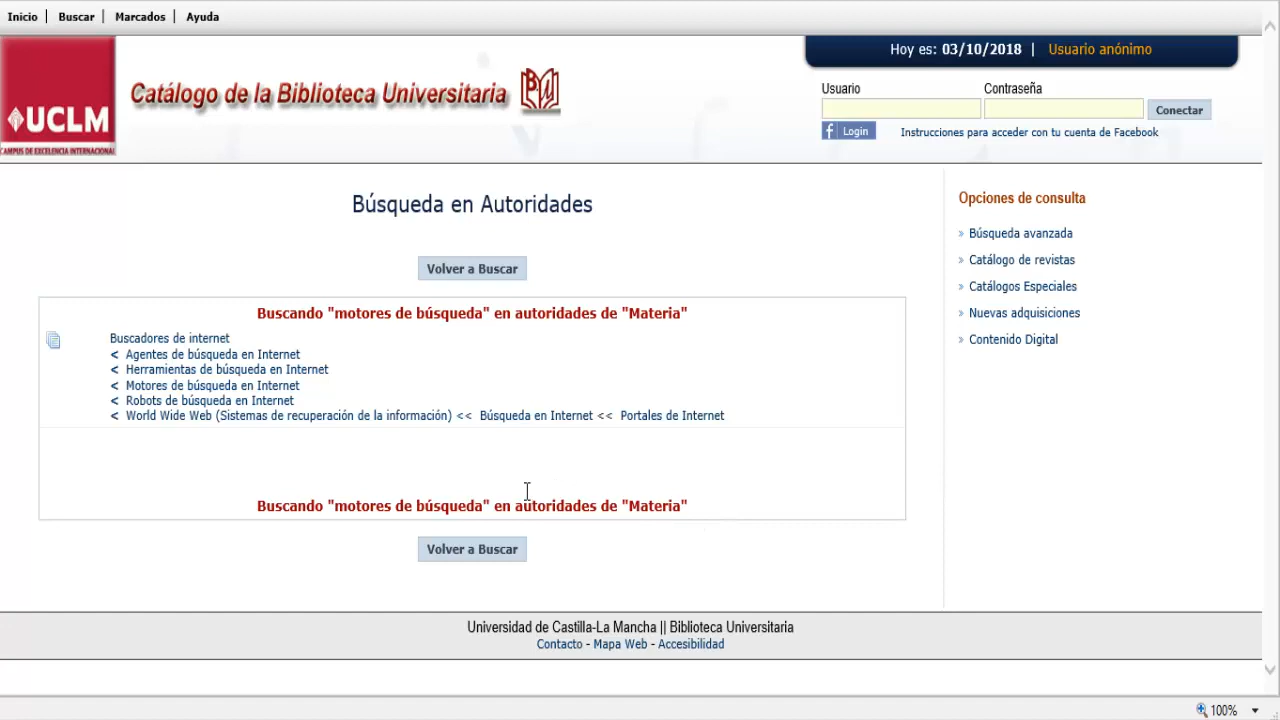 Inicio | Buscar | Marcados | Ayuda
UCLM
CAMPUS DE EXCELENCIA INTERNACIONAL
Catálogo de la Biblioteca Universitaria
Hoy es: 03/10/2018 | Usuario anónimo
Usuario Contraseña
Conectar
f Login Instrucciones para acceder con tu cuenta de Facebook
Búsqueda en Autoridades
Volver a Buscar
Buscando "motores de búsqueda" en autoridades de "Materia"
Buscadores de internet
< Agentes de búsqueda en Internet
< Herramientas de búsqueda en Internet
< Motores de búsqueda en Internet
< Robots de búsqueda en Internet
< World Wide Web (Sistemas de recuperación de la información) << Búsqueda en Internet << Portales de Internet
Buscando "motores de búsqueda" en autoridades de "Materia"
Volver a Buscar
Opciones de consulta
» Búsqueda avanzada
» Catálogo de revistas
» Catálogos Especiales
» Nuevas adquisiciones
» Contenido Digital
Universidad de Castilla-La Mancha || Biblioteca Universitaria
Contacto - Mapa Web - Accesibilidad
100%